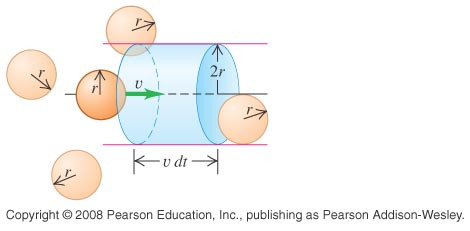 r
r
r
v
2r
r
v dt
r
Copyright © 2008 Pearson Education, Inc., publishing as Pearson Addison-Wesley.